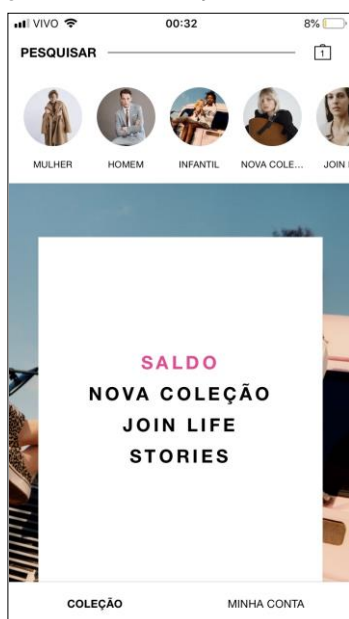 VIVO 00:32 8%
PESQUISAR 1
MULHER HOMEM INFANTIL NOVA COLE... JOIN
SALDO
NOVA COLEÇÃO
JOIN LIFE
STORIES
COLEÇÃO MINHA CONTA